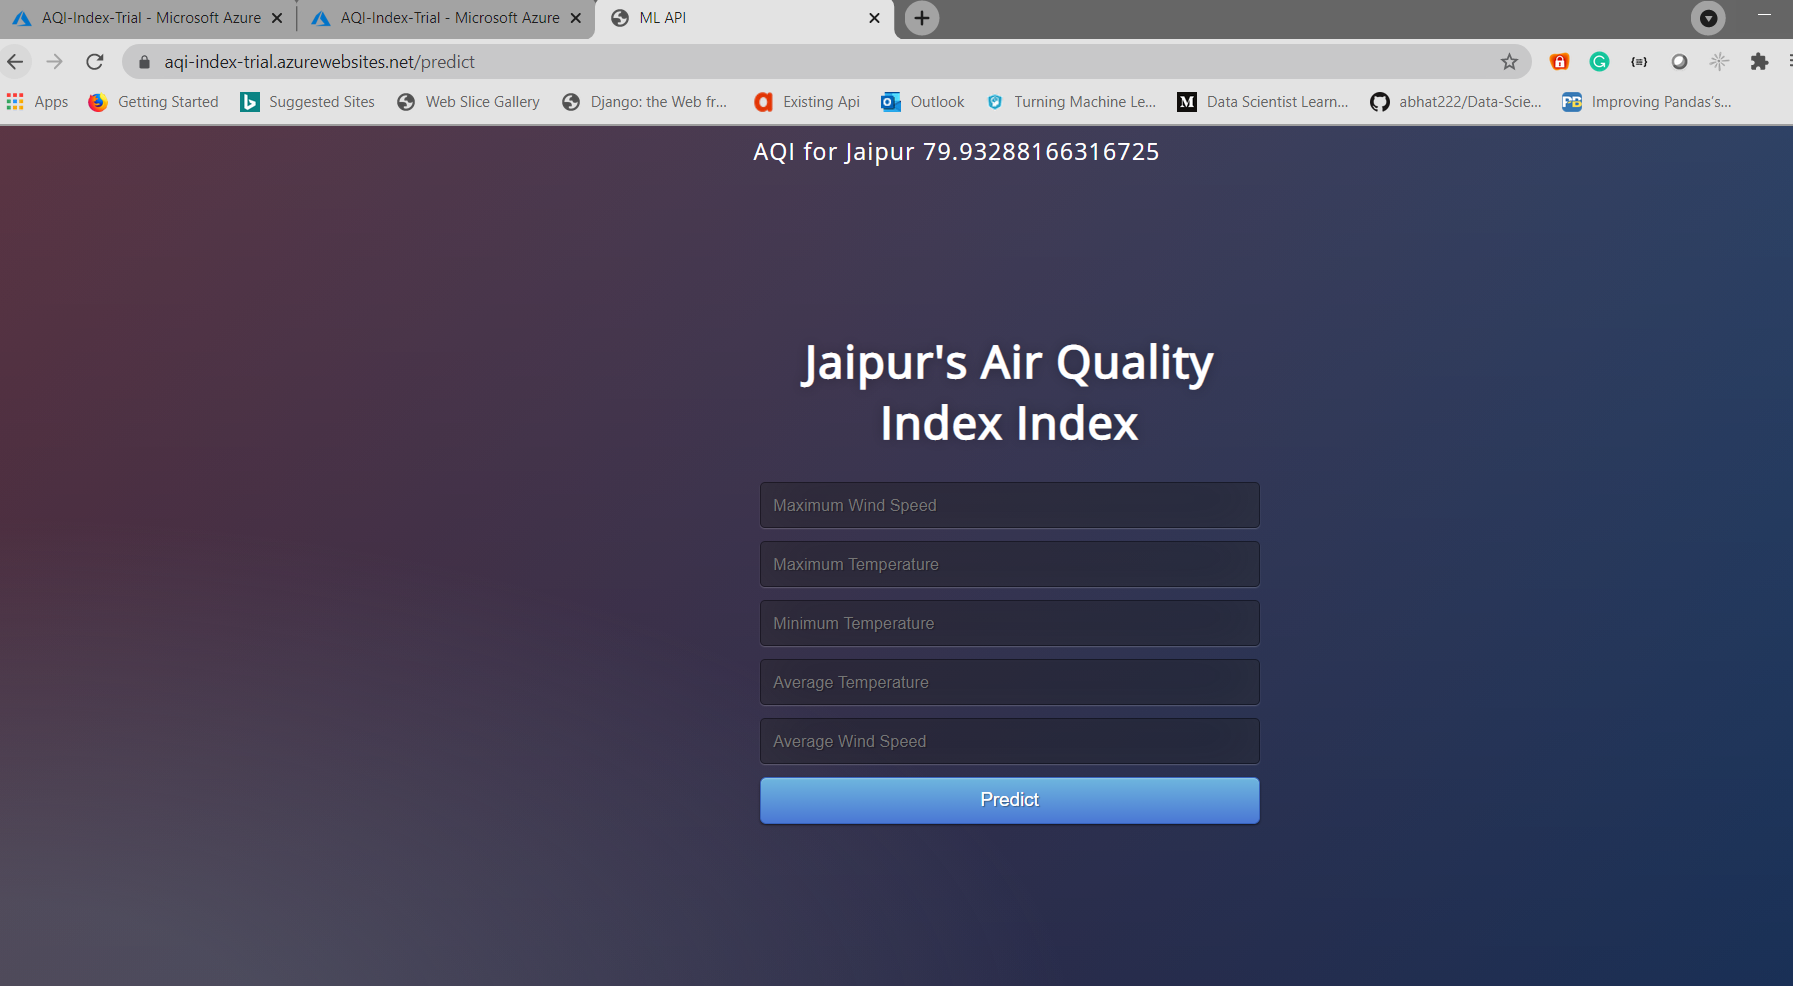 AQI-Index-Trial - Microsoft Azure
AQI-Index-Trial - Microsoft Azure
ML API
aqi-index-trial.azurewebsites.net/predict
Apps
Getting Started
Suggested Sites
Web Slice Gallery
Django: the Web fr...
Existing Api
Outlook
Turning Machine Le...
Data Scientist Learn...
abhat222/Data-Scie...
Improving Pandas's...
AQI for Jaipur 79.93288166316725
Jaipur's Air Quality
Index Index
Maximum Wind Speed
Maximum Temperature
Minimum Temperature
Average Temperature
Average Wind Speed
Predict